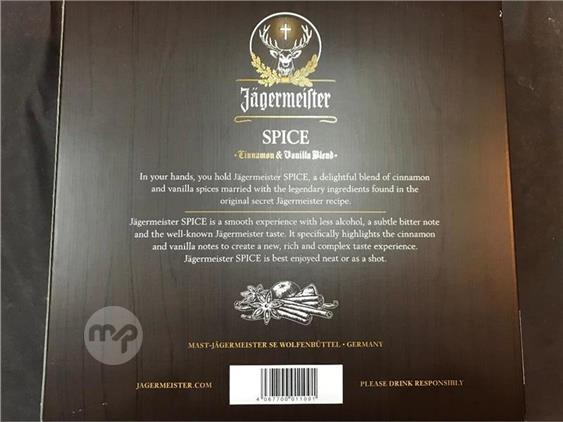 Jägermeiſter
SPICE
Cinnamon & Vanilla Blend
In your hands, you hold Jägermeister SPICE, a delightful blend of cinnamon
and vanilla spices married with the legendary ingredients found in the
original secret Jägermeister recipe.
Jägermeister SPICE is a smooth experience with less alcohol, a subtle bitter note
and the well-known Jägermeister taste. It specifically highlights the cinnamon
and vanilla notes to create a new, rich and complex taste experience.
Jägermeister SPICE is best enjoyed neat or as a shot.
mp
MAST-JÄGERMEISTER SE WOLFENBÜTTEL • GERMANY
JAGERMEISTER.COM
PLEASE DRINK RESPONSIBLY
4 067700 011091